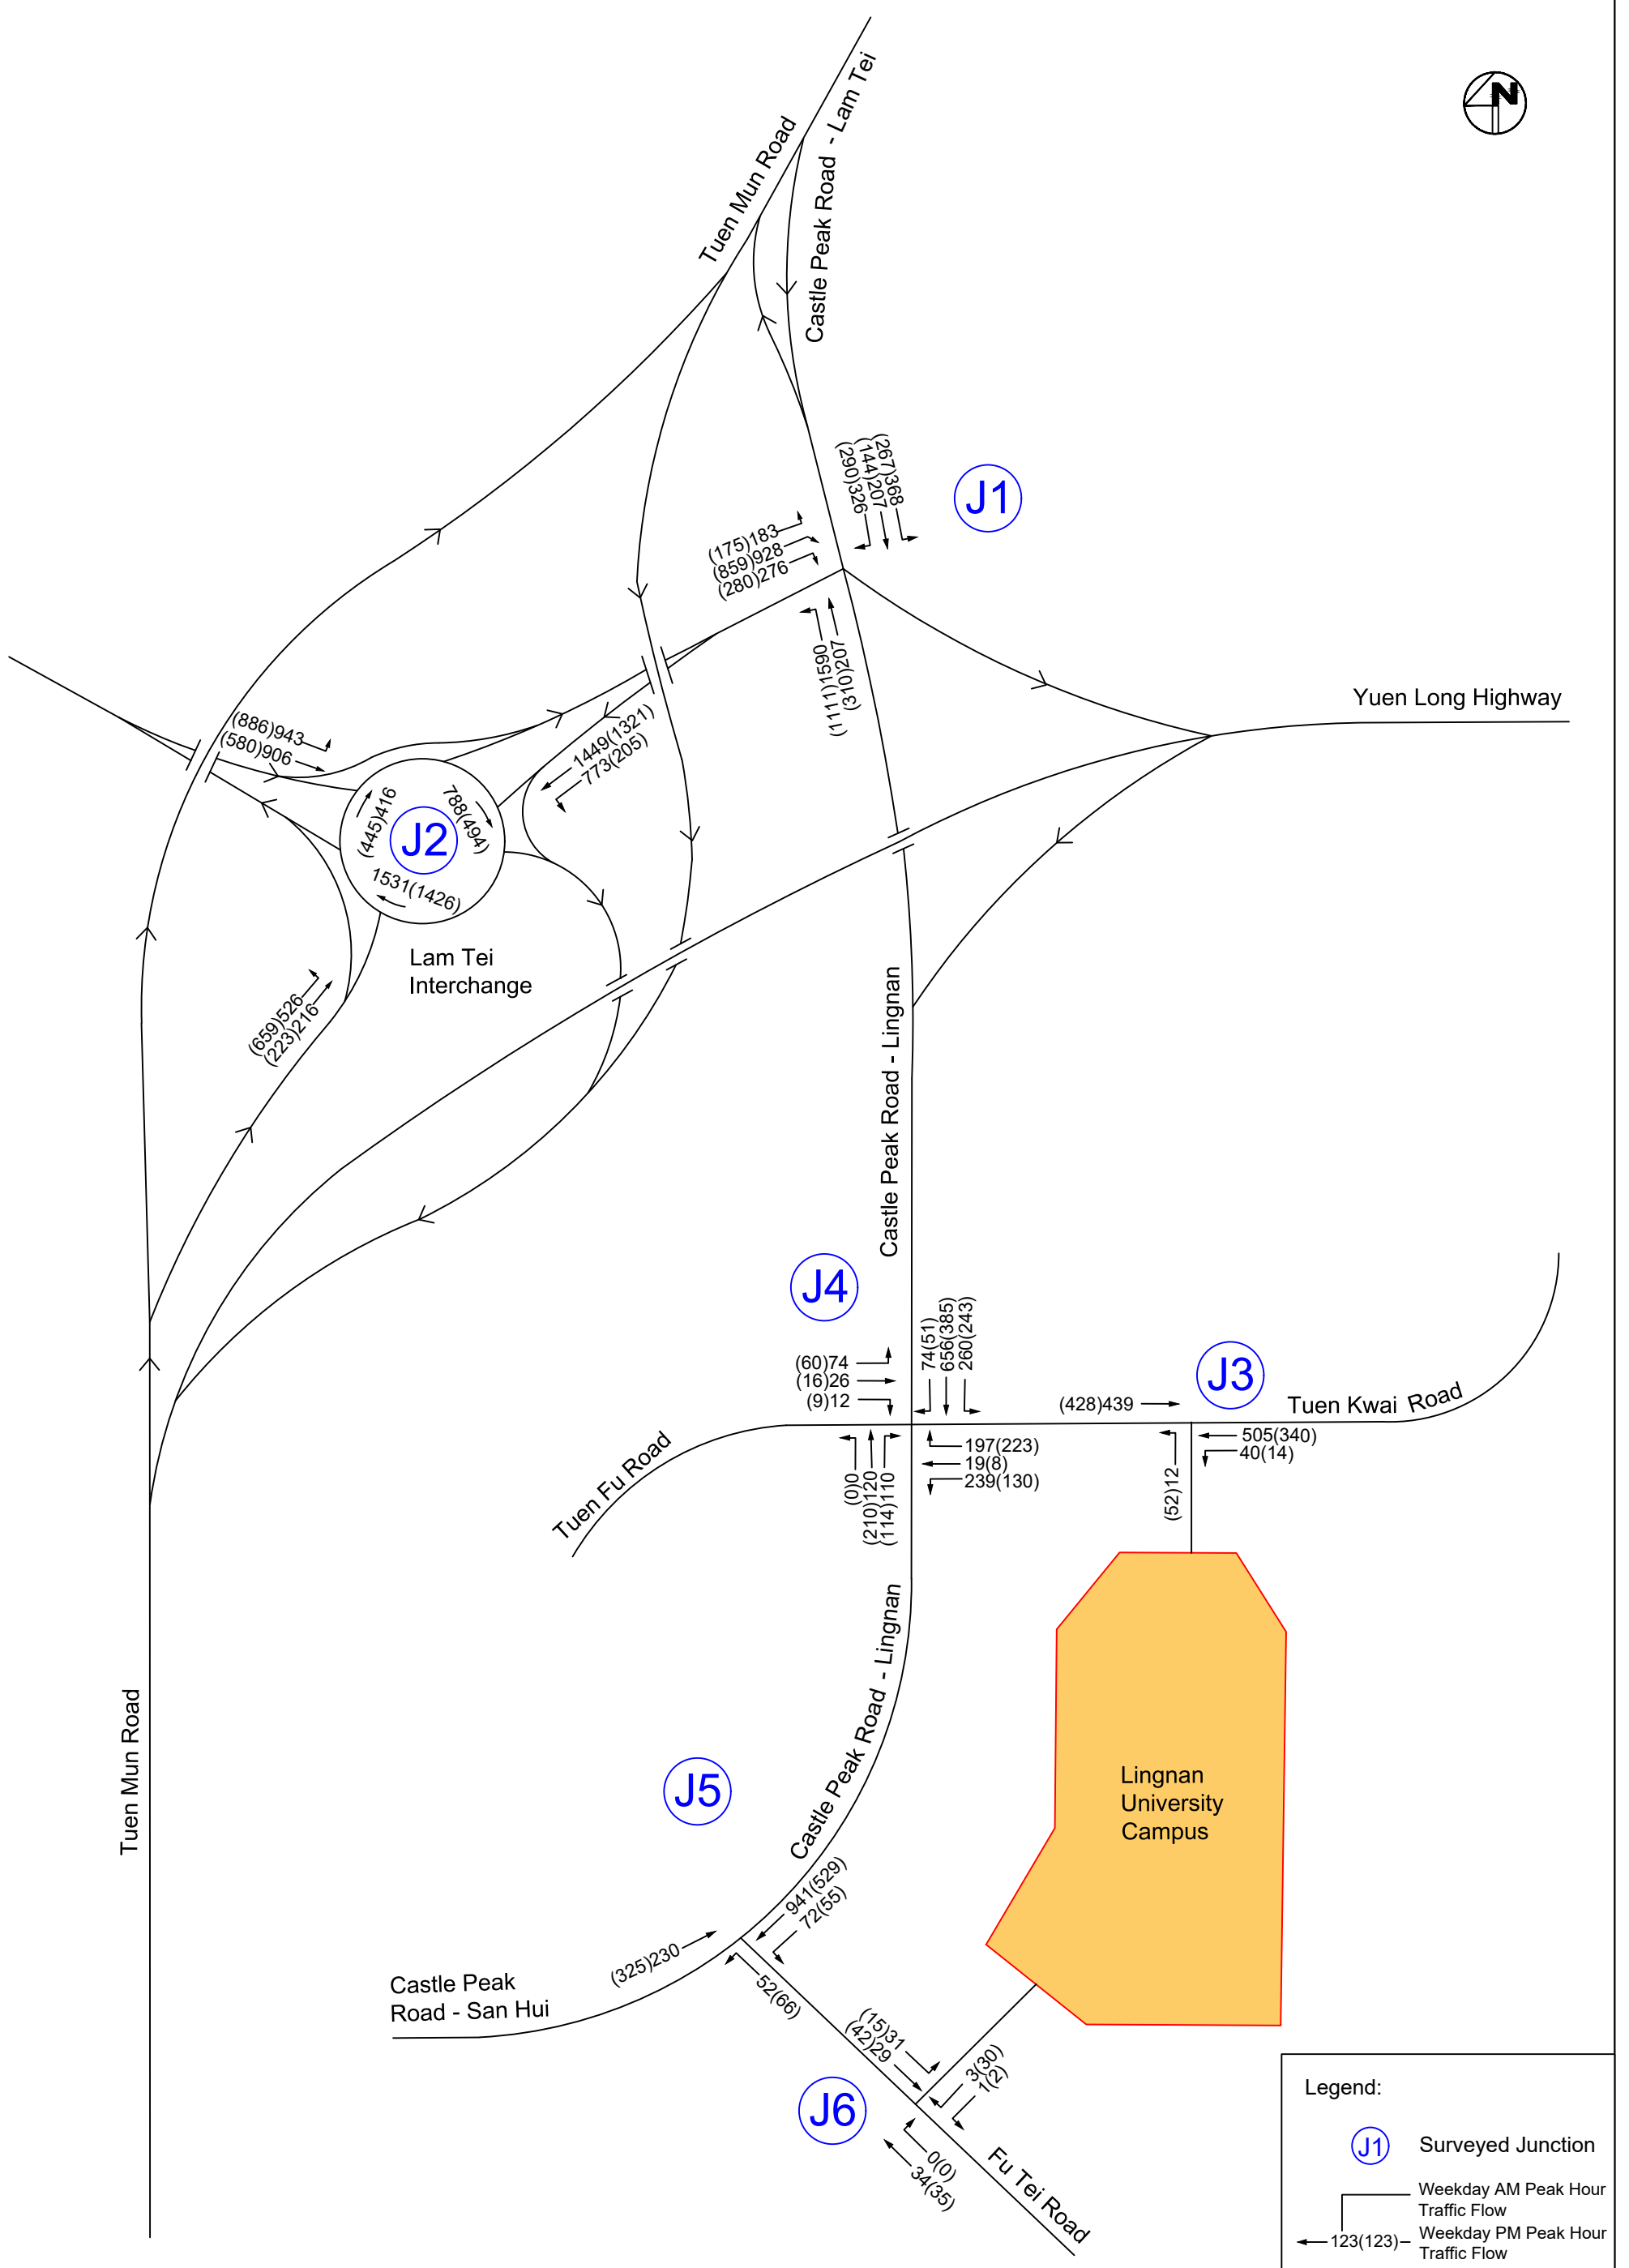 N
Tuen Mun Road
Castle Peak Road - Lam Tei
J1
(267)368
(144)207
(290)326
(175)183
(859)928
(280)276
(310)207
(1111)1590
Yuen Long Highway
(886)943
(580)906
1449(1321)
773(205)
(445)416
788(494)
J2
1531(1426)
Lam Tei
Interchange
(659)526
(223)216
Castle Peak Road - Lingnan
J4
74(51)
656(385)
260(243)
(60)74
(16)26
(9)12
J3
(428)439
Tuen Kwai Road
505(340)
40(14)
(52)12
197(223)
19(8)
239(130)
(0)0
(210)120
(114)110
Tuen Fu Road
Castle Peak Road - Lingnan
Tuen Mun Road
J5
Lingnan
University
Campus
941(529)
72(55)
(325)230
Castle Peak
Road - San Hui
52(66)
(15)31
(42)29
3(30)
1(2)
J6
0(0)
34(35)
Fu Tei Road
Legend:
J1 Surveyed Junction
Weekday AM Peak Hour
Traffic Flow
123(123) Weekday PM Peak Hour
Traffic Flow